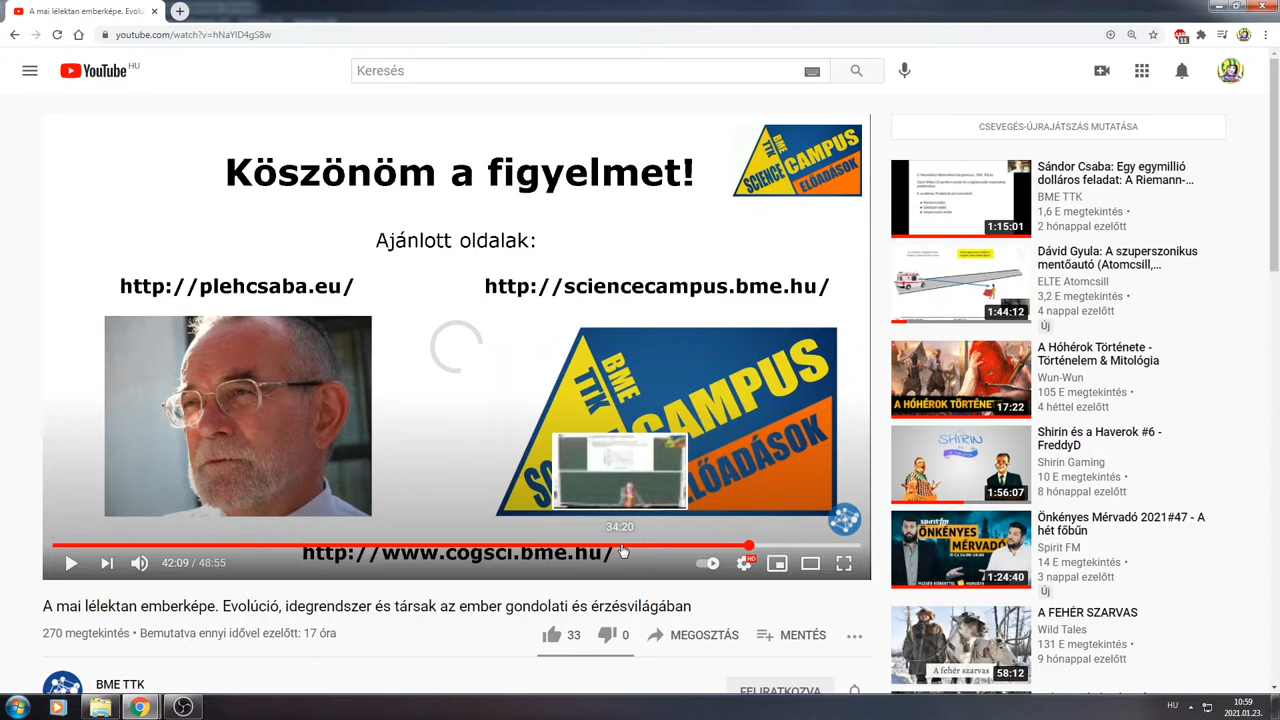 A mai lélektan emberképe. Evolú
youtube.com/watch?v=hNaYID4gS8w
11
YouTube HU
Keresés
Köszönöm a figyelmet!
TTK BME
SCIENCE CAMPUS
ELŐADÁSOK
Ajánlott oldalak:
http://plehcsaba.eu/
http://sciencecampus.bme.hu/
TTK BME
CAMPUS
ELŐADÁSOK
34:20
http://www.cogsci.bme.hu/
42:09 / 48:55
HD
A mai lélektan emberképe. Evolúció, idegrendszer és társak az ember gondolati és érzésvilágában
270 megtekintés • Bemutatva ennyi idővel ezelőtt: 17 óra
33
0
MEGOSZTÁS
MENTÉS
BME TTK
FELIRATKOZVA
CSEVEGÉS-ÚJRAJÁTSZÁS MUTATÁSA
1:15:01
Sándor Csaba: Egy egymillió
dolláros feladat: A Riemann-...
BME TTK
1,6 E megtekintés •
2 hónappal ezelőtt
1:44:12
Dávid Gyula: A szuperszonikus
mentőautó (Atomcsill,...
ELTE Atomcsill
3,2 E megtekintés •
4 nappal ezelőtt
Új
A HÓHÉROK TÖRTÉNE
17:22
A Hóhérok Története -
Történelem & Mitológia
Wun-Wun
105 E megtekintés •
4 héttel ezelőtt
SHIRIN
1:56:07
Shirin és a Haverok #6 -
FreddyD
Shirin Gaming
10 E megtekintés •
8 hónappal ezelőtt
spirit fm
ÖNKÉNYES
MÉRVADÓ
1:24:40
Önkényes Mérvadó 2021#47 - A
hét főbűn
Spirit FM
14 E megtekintés •
3 nappal ezelőtt
Új
A fehér szarvas
58:12
A FEHÉR SZARVAS
Wild Tales
131 E megtekintés •
9 hónappal ezelőtt
HU
10:59
2021.01.23.